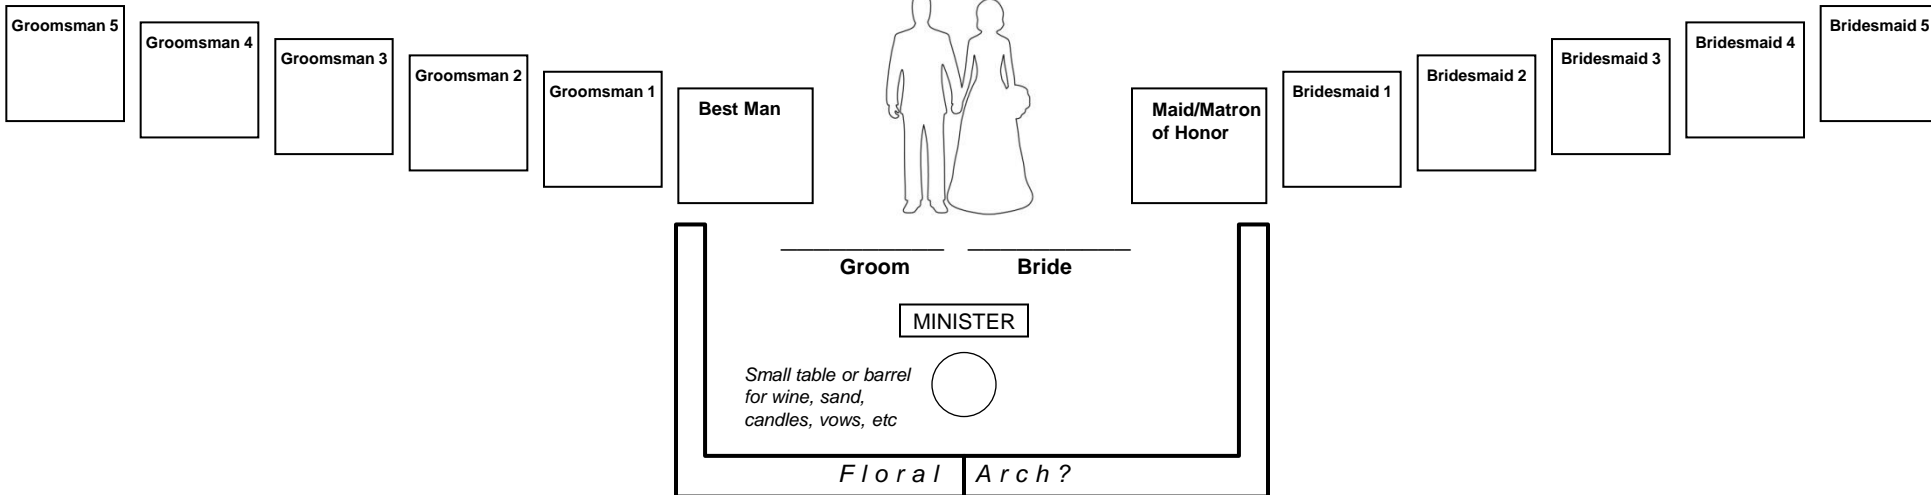 Groomsman 5
Groomsman 4
Groomsman 3
Groomsman 2
Groomsman 1
Best Man
Maid/Matron
of Honor
Bridesmaid 1
Bridesmaid 2
Bridesmaid 3
Bridesmaid 4
Bridesmaid 5
Groom
Bride
MINISTER
Small table or barrel
for wine, sand,
candles, vows, etc
Floral Arch?